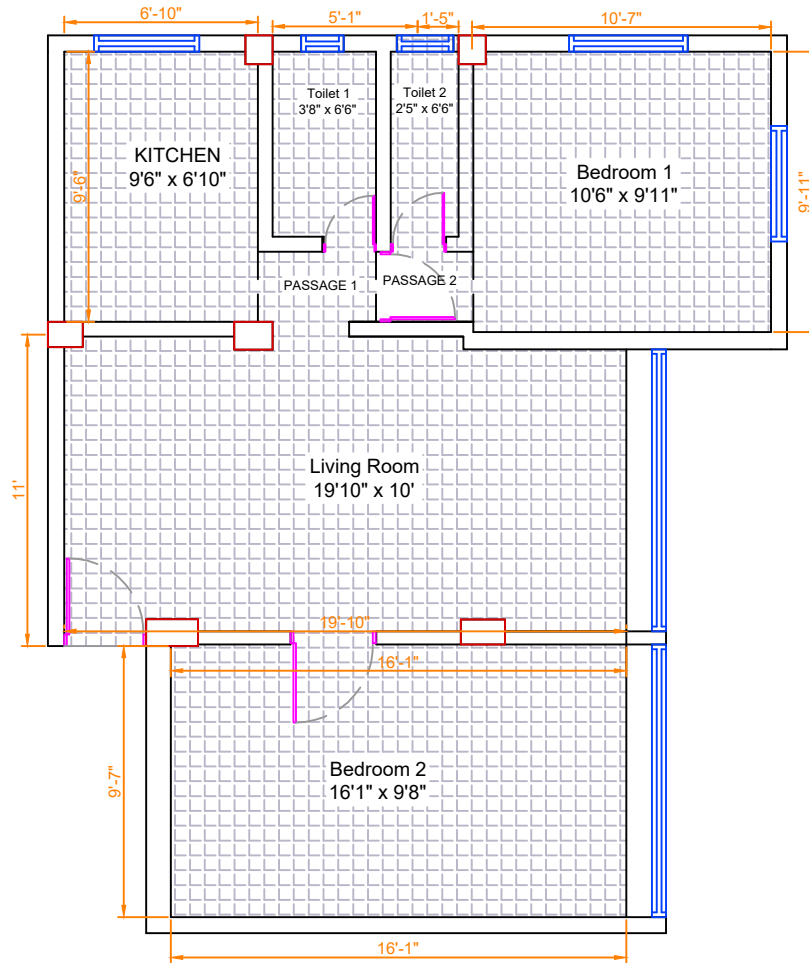 6'-10"
5'-1"
1'-5"
10'-7"
Toilet 1
3'8" x 6'6"
Toilet 2
2'5" x 6'6"
KITCHEN
9'6" x 6'10"
9'-6"
Bedroom 1
10'6" x 9'11"
9'-11"
PASSAGE 1
PASSAGE 2
Living Room
19'10" x 10'
11'
19'-10"
16'-1"
Bedroom 2
16'1" x 9'8"
9'-7"
16'-1"